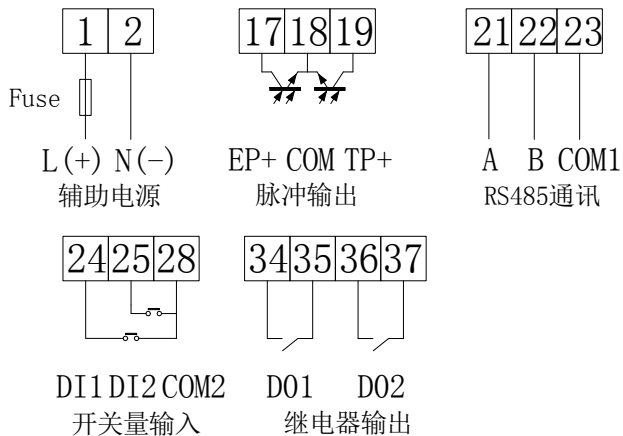 1 2
17 18 19
21 22 23
Fuse
L(+) N(-)
EP+ COM TP+
A B COM1
辅助电源
脉冲输出
RS485通讯
24 25 28
34 35 36 37
DI1 DI2 COM2
DO1 DO2
开关量输入
继电器输出